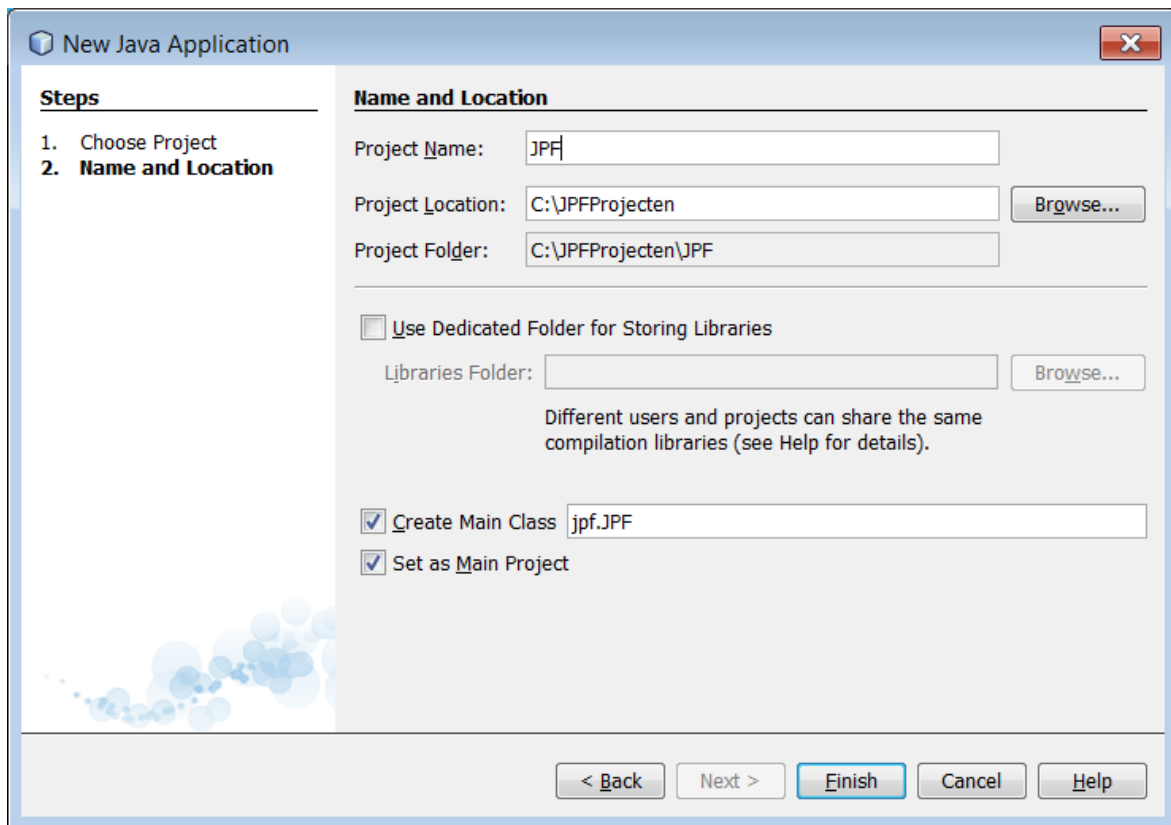 New Java Application
Steps
1. Choose Project
2. Name and Location
Name and Location
Project Name: JPF
Project Location: C:\JPFProjecten Browse...
Project Folder: C:\JPFProjecten\JPF
Use Dedicated Folder for Storing Libraries
Libraries Folder: Browse...
Different users and projects can share the same
compilation libraries (see Help for details).
Create Main Class jpf.JPF
Set as Main Project
< Back Next > Finish Cancel Help